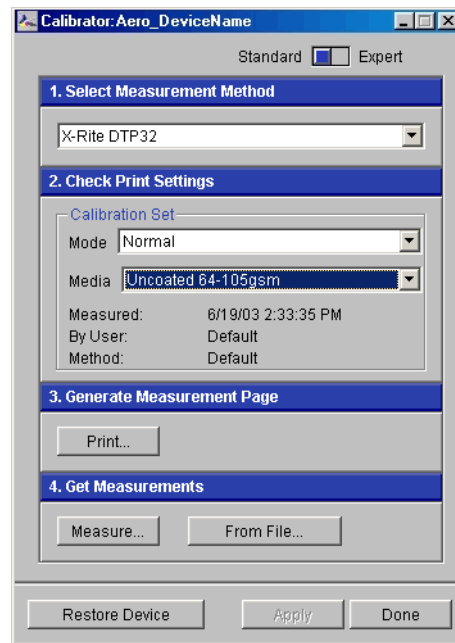 Calibrator:Aero_DeviceName
Standard Expert
1. Select Measurement Method
X-Rite DTP32
2. Check Print Settings
Calibration Set
Mode Normal
Media Uncoated 64-105gsm
Measured: 6/19/03 2:33:35 PM
By User: Default
Method: Default
3. Generate Measurement Page
Print...
4. Get Measurements
Measure... From File...
Restore Device Apply Done